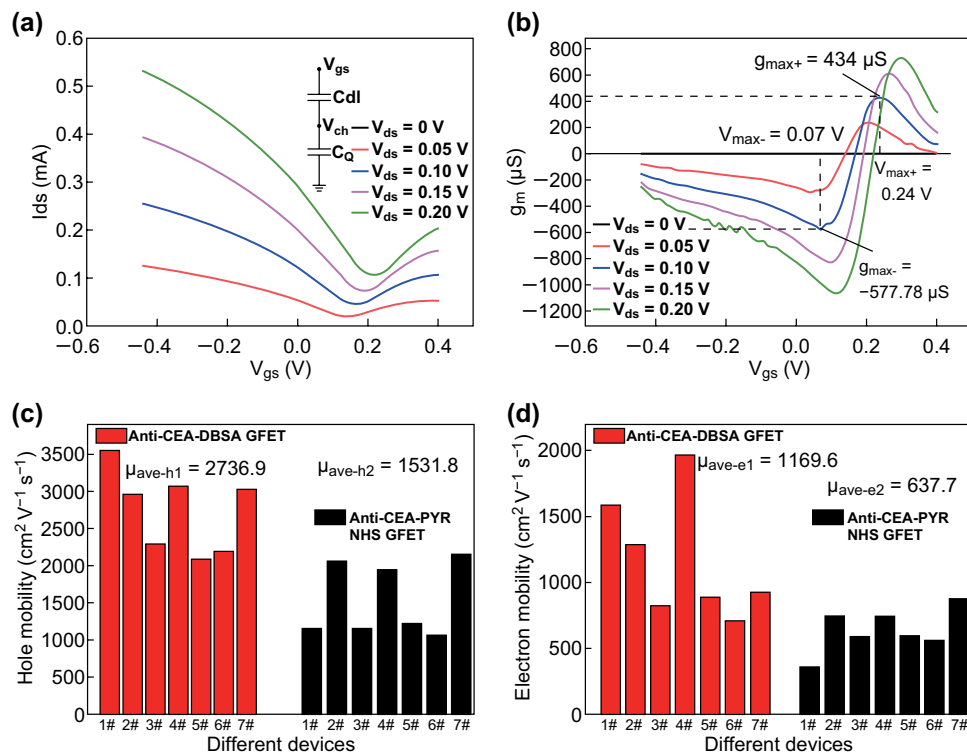 (a)
0.6
0.5
0.4
0.3
0.2
0.1
0.0
Ids (mA)
−0.6
−0.4
−0.2
0.0
0.2
0.4
Vgs (V)
Vgs
Cdl
Vch
CQ
Vds = 0 V
Vds = 0.05 V
Vds = 0.10 V
Vds = 0.15 V
Vds = 0.20 V
(b)
800
600
400
200
0
−200
−400
−600
−800
−1000
−1200
gm (µS)
−0.6
−0.4
−0.2
0.0
0.2
0.4
Vgs (V)
gmax+ = 434 µS
Vmax- = 0.07 V
Vmax+ =
0.24 V
gmax- =
−577.78 µS
Vds = 0 V
Vds = 0.05 V
Vds = 0.10 V
Vds = 0.15 V
Vds = 0.20 V
(c)
Anti-CEA-DBSA GFET
µave-h1 = 2736.9
µave-h2 = 1531.8
Anti-CEA-PYR
NHS GFET
3500
3000
2500
2000
1500
1000
500
0
Hole mobility (cm² V⁻¹ s⁻¹)
1# 2# 3# 4# 5# 6# 7# 1# 2# 3# 4# 5# 6# 7#
Different devices
(d)
Anti-CEA-DBSA GFET
µave-e1 = 1169.6
µave-e2 = 637.7
Anti-CEA-PYR
NHS GFET
2000
1500
1000
500
0
Electron mobility (cm² V⁻¹ s⁻¹)
1# 2# 3# 4# 5# 6# 7# 1# 2# 3# 4# 5# 6# 7#
Different devices